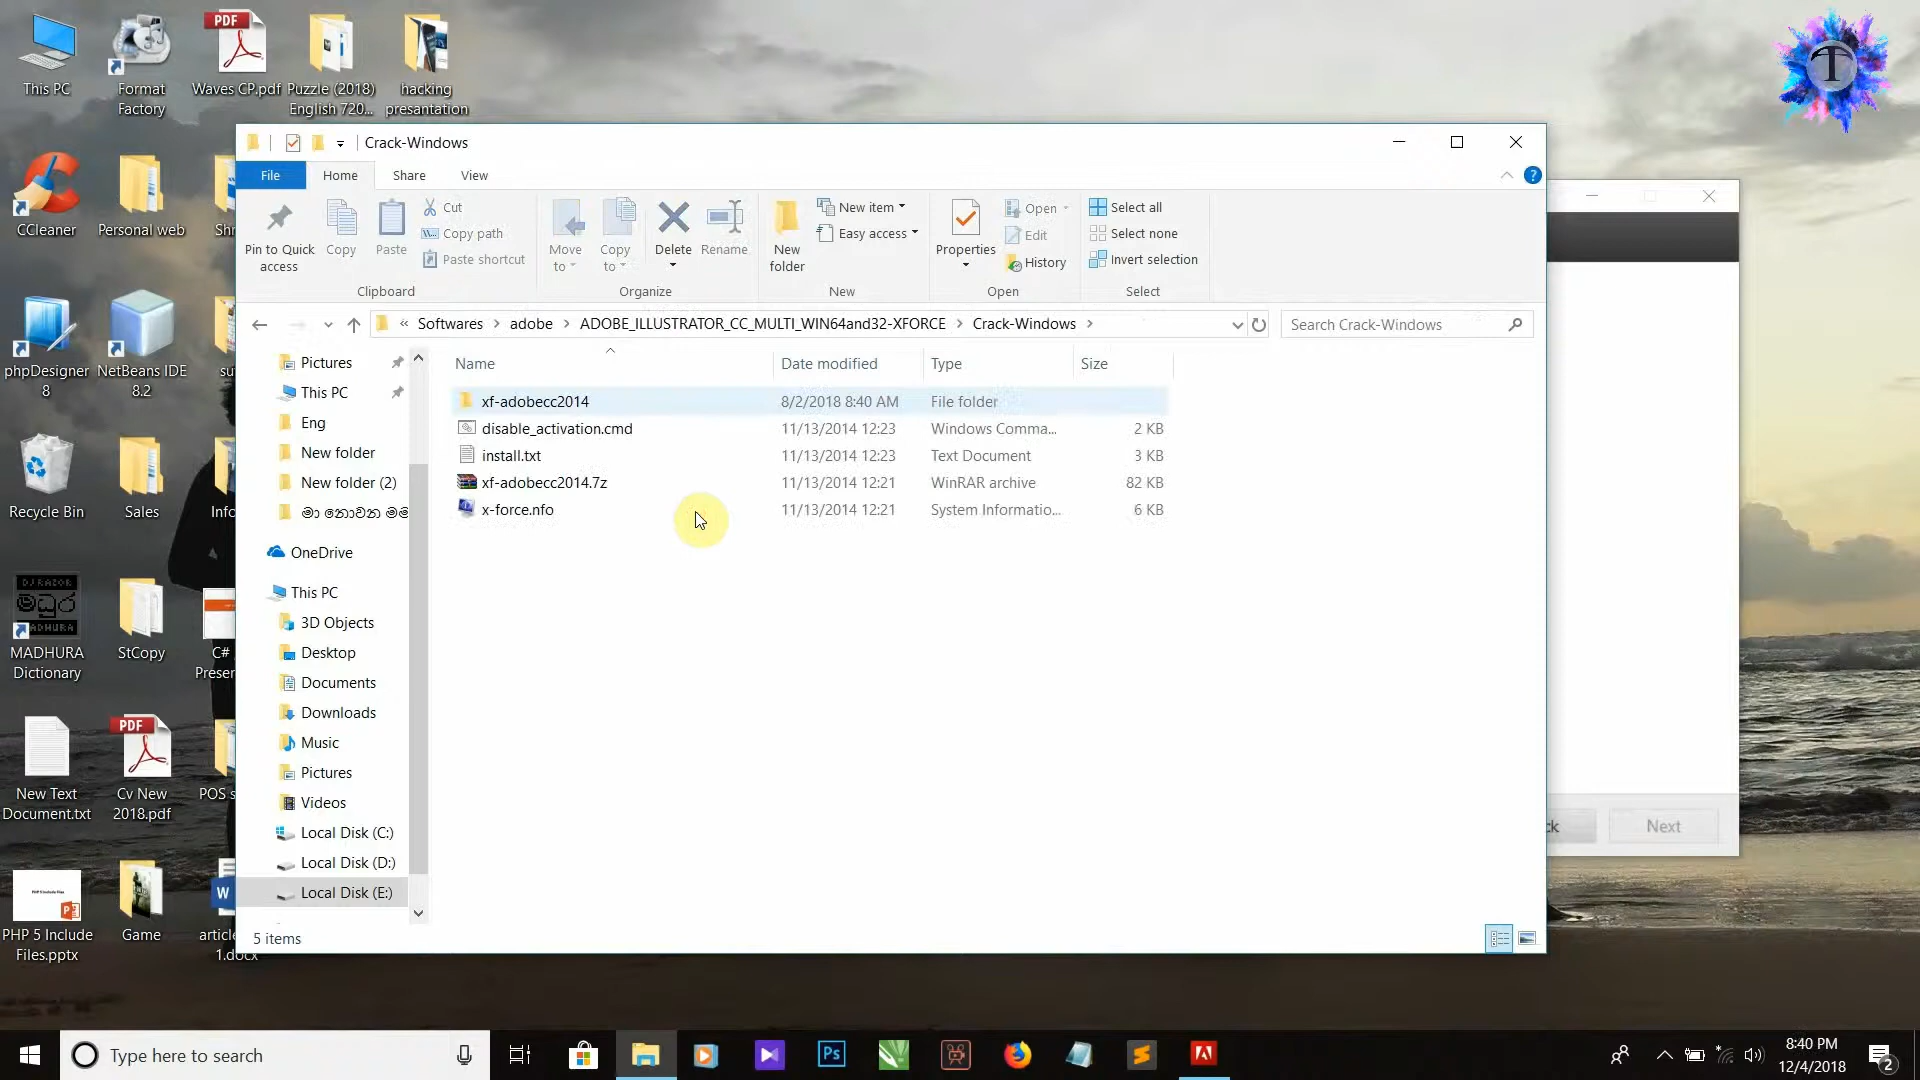 This PC
Format
Factory
Waves CP.pdf
Puzzle (2018)
English 720...
hacking
presantation
CCleaner
Personal web
phpDesigner
8
NetBeans IDE
8.2
Recycle Bin
Sales
MADHURA
Dictionary
StCopy
C#
New Text
Document.txt
Cv New
2018.pdf
PHP 5 Include
Files.pptx
Game
1.docx
Crack-Windows
File
Home
Share
View
Pin to Quick
access
Copy
Paste
Cut
Copy path
Paste shortcut
Clipboard
Move
to
Copy
to
Delete
Rename
Organize
New
folder
New item
Easy access
New
Properties
Open
Edit
History
Open
Select all
Select none
Invert selection
Select
« Softwares > adobe > ADOBE_ILLUSTRATOR_CC_MULTI_WIN64and32-XFORCE > Crack-Windows >
Search Crack-Windows
Pictures
This PC
Eng
New folder
New folder (2)
මා නොවන මම
OneDrive
This PC
3D Objects
Desktop
Documents
Downloads
Music
Pictures
Videos
Local Disk (C:)
Local Disk (D:)
Local Disk (E:)
Name Date modified Type Size
xf-adobecc2014 8/2/2018 8:40 AM File folder
disable_activation.cmd 11/13/2014 12:23 Windows Comma... 2 KB
install.txt 11/13/2014 12:23 Text Document 3 KB
xf-adobecc2014.7z 11/13/2014 12:21 WinRAR archive 82 KB
x-force.nfo 11/13/2014 12:21 System Informatio... 6 KB
5 items
Next
Type here to search
Ps
8:40 PM
12/4/2018
2